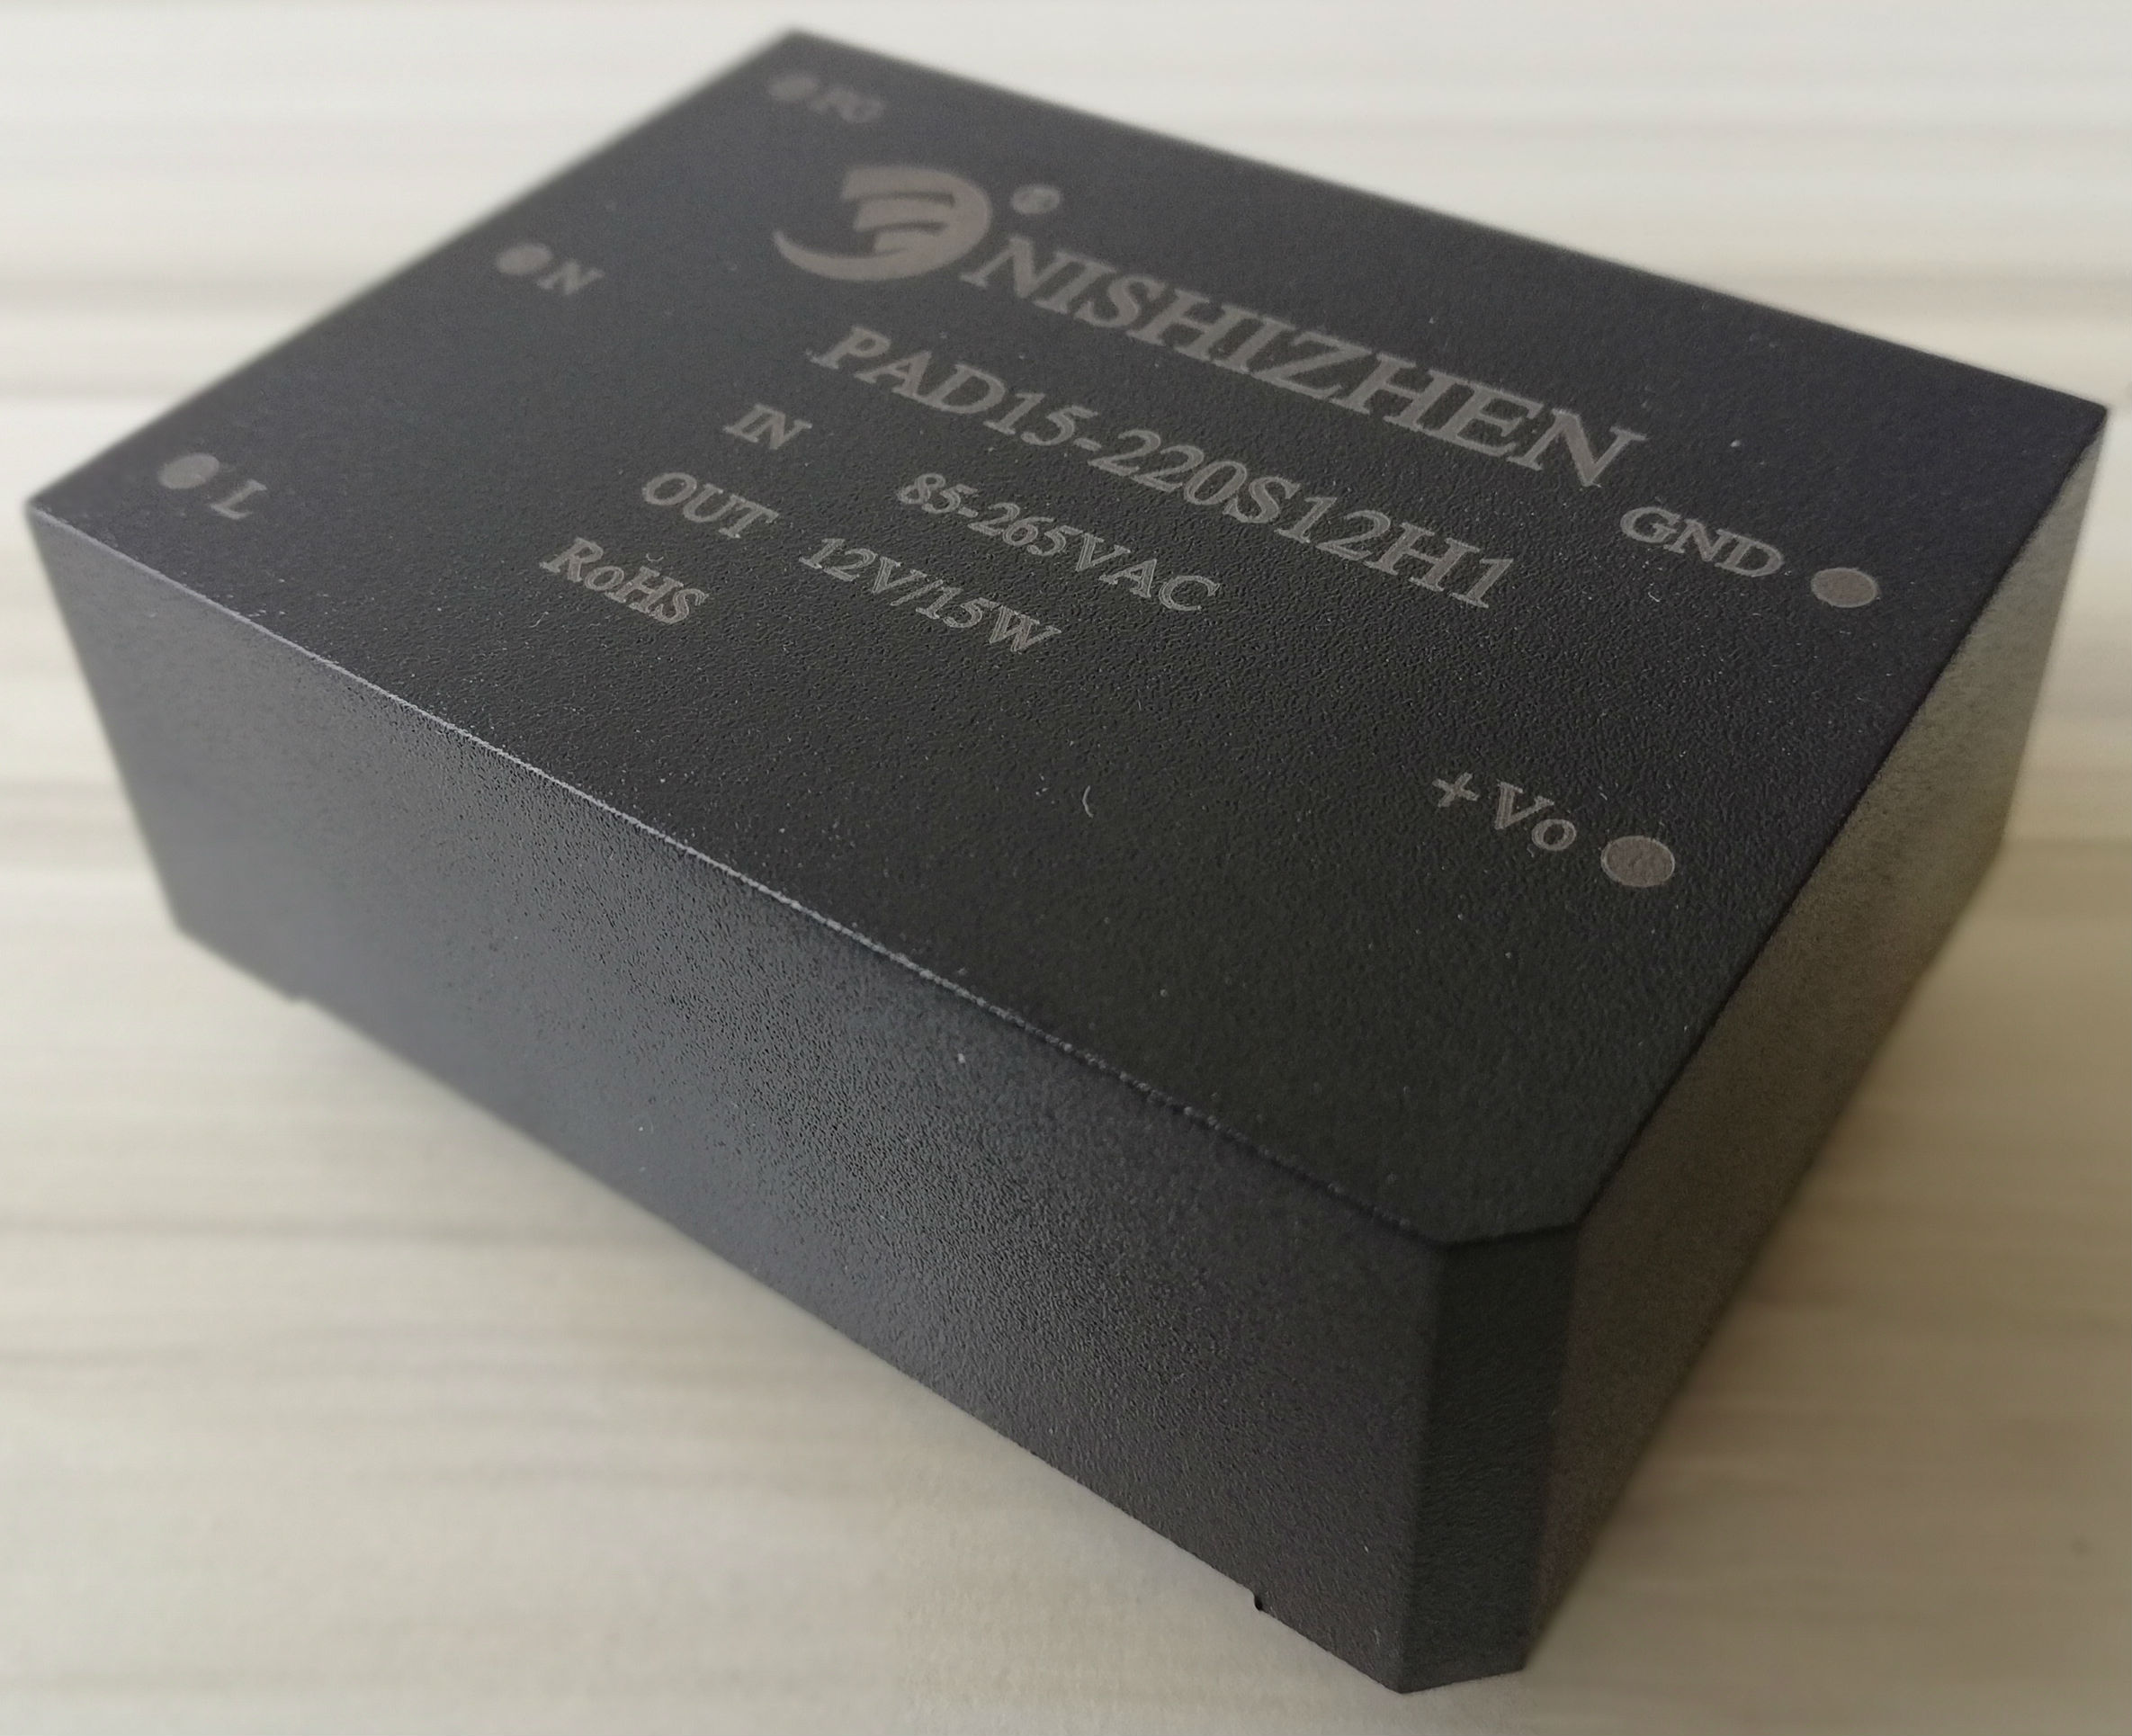 FG
®
NISHIZHEN
N
PAD15-220S12H1
IN 85-265VAC
GND
L
OUT 12V/15W
RoHS
+Vo